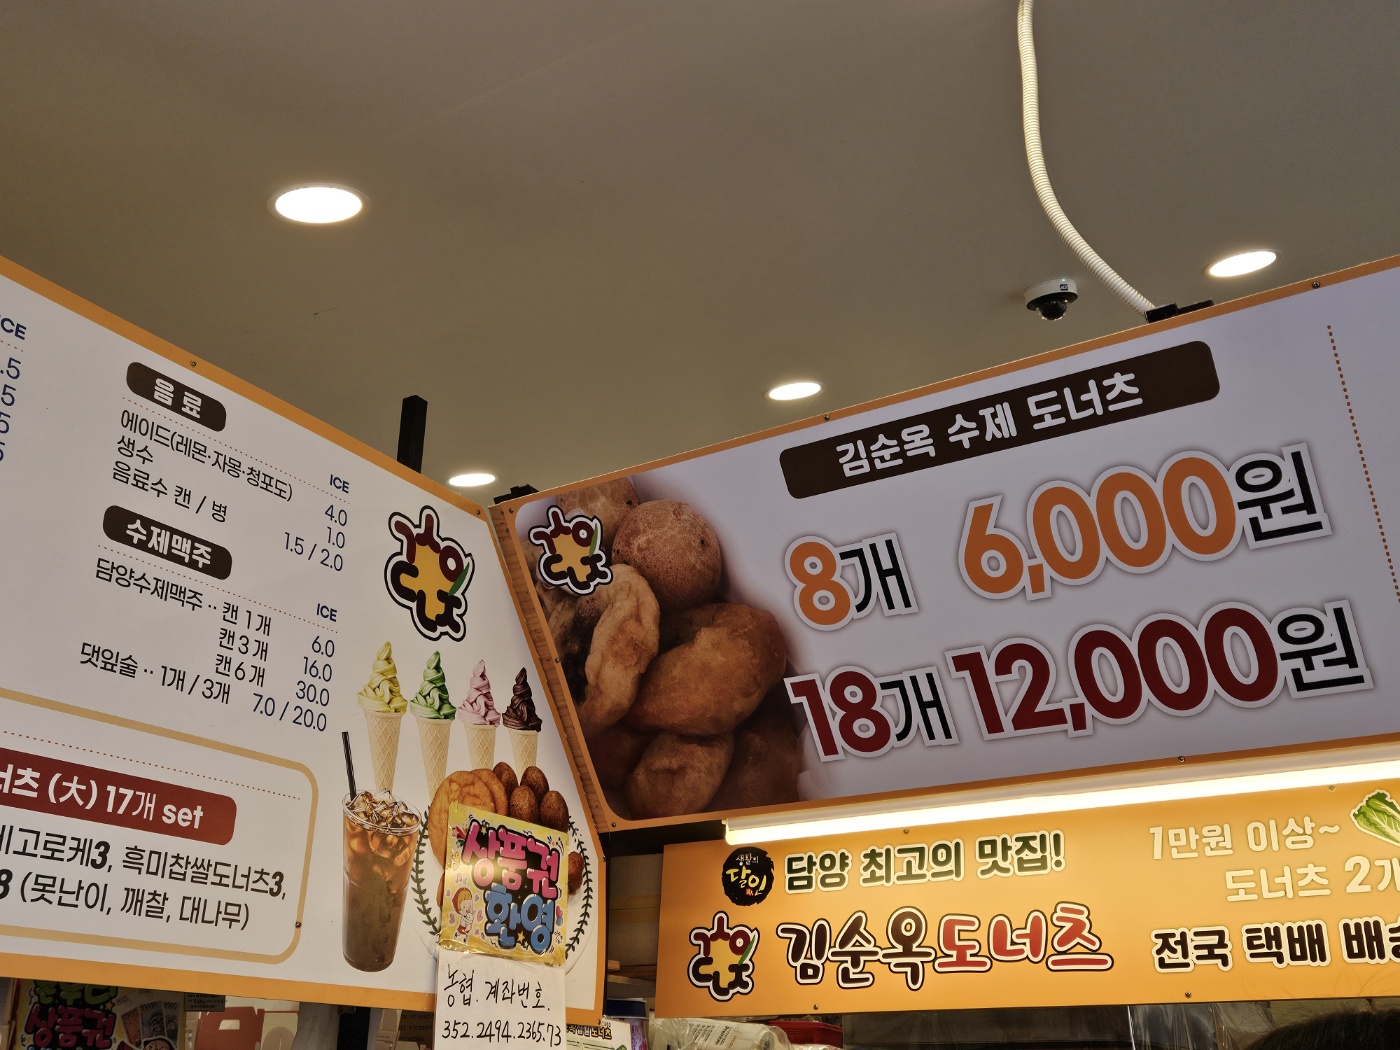 ICE
.5
5
5
음료
ICE
에이드(레몬·자몽·청포도) 4.0
생수 1.0
음료수 캔 / 병 1.5 / 2.0
수제맥주
ICE
담양수제맥주 ·· 캔 1개 6.0
캔 3개 16.0
캔 6개 30.0
댓잎술 ·· 1개 / 3개 7.0 / 20.0
너츠 (大) 17개 set
고로케3, 흑미찹쌀도너츠3,
8 (못난이, 깨찰, 대나무)
상품권
환영
농협. 계좌번호.
352.2494.2365.73
상품권
김순옥 수제 도너츠
8개 6,000원
18개 12,000원
생활의
달인
담양 최고의 맛집!
김순옥도너츠
1만원 이상~
도너츠 2개
전국 택배 배송